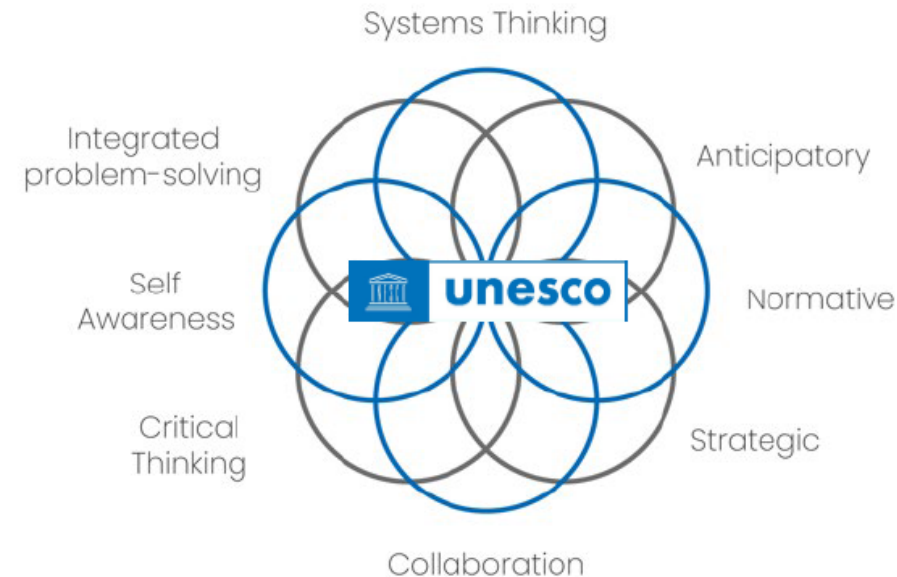 Systems Thinking
Integrated
problem-solving
Anticipatory
Self
Awareness
unesco
Normative
Critical
Thinking
Strategic
Collaboration